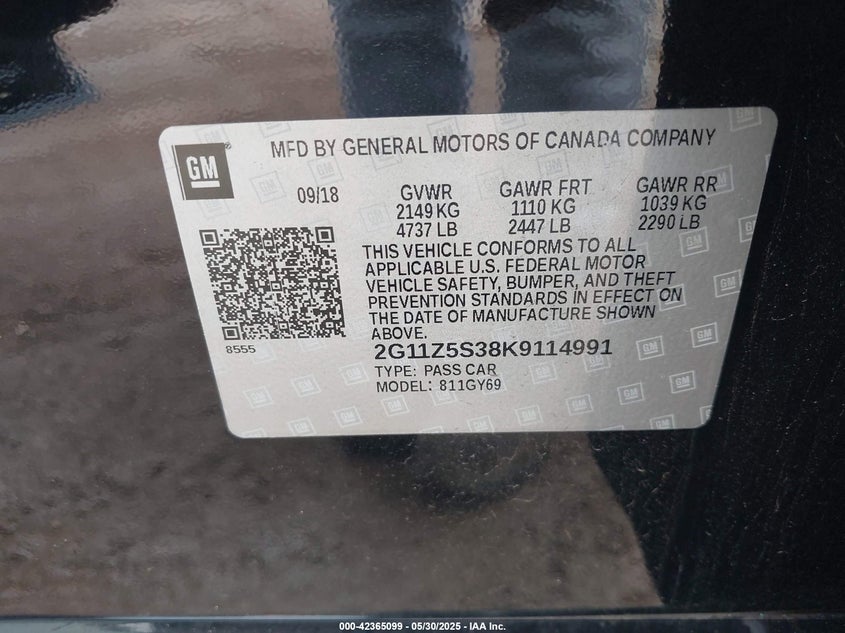 MFD BY GENERAL MOTORS OF CANADA COMPANY
GM
09/18
GVWR GAWR FRT GAWR RR
2149 KG 1110 KG 1039 KG
4737 LB 2447 LB 2290 LB
THIS VEHICLE CONFORMS TO ALL
APPLICABLE U.S. FEDERAL MOTOR
VEHICLE SAFETY, BUMPER, AND THEFT
PREVENTION STANDARDS IN EFFECT ON
THE DATE OF MANUFACTURE SHOWN
ABOVE.
8555
2G11Z5S38K9114991
TYPE: PASS CAR
MODEL: 811GY69
000-42365099 - 05/30/2025 - IAA Inc.